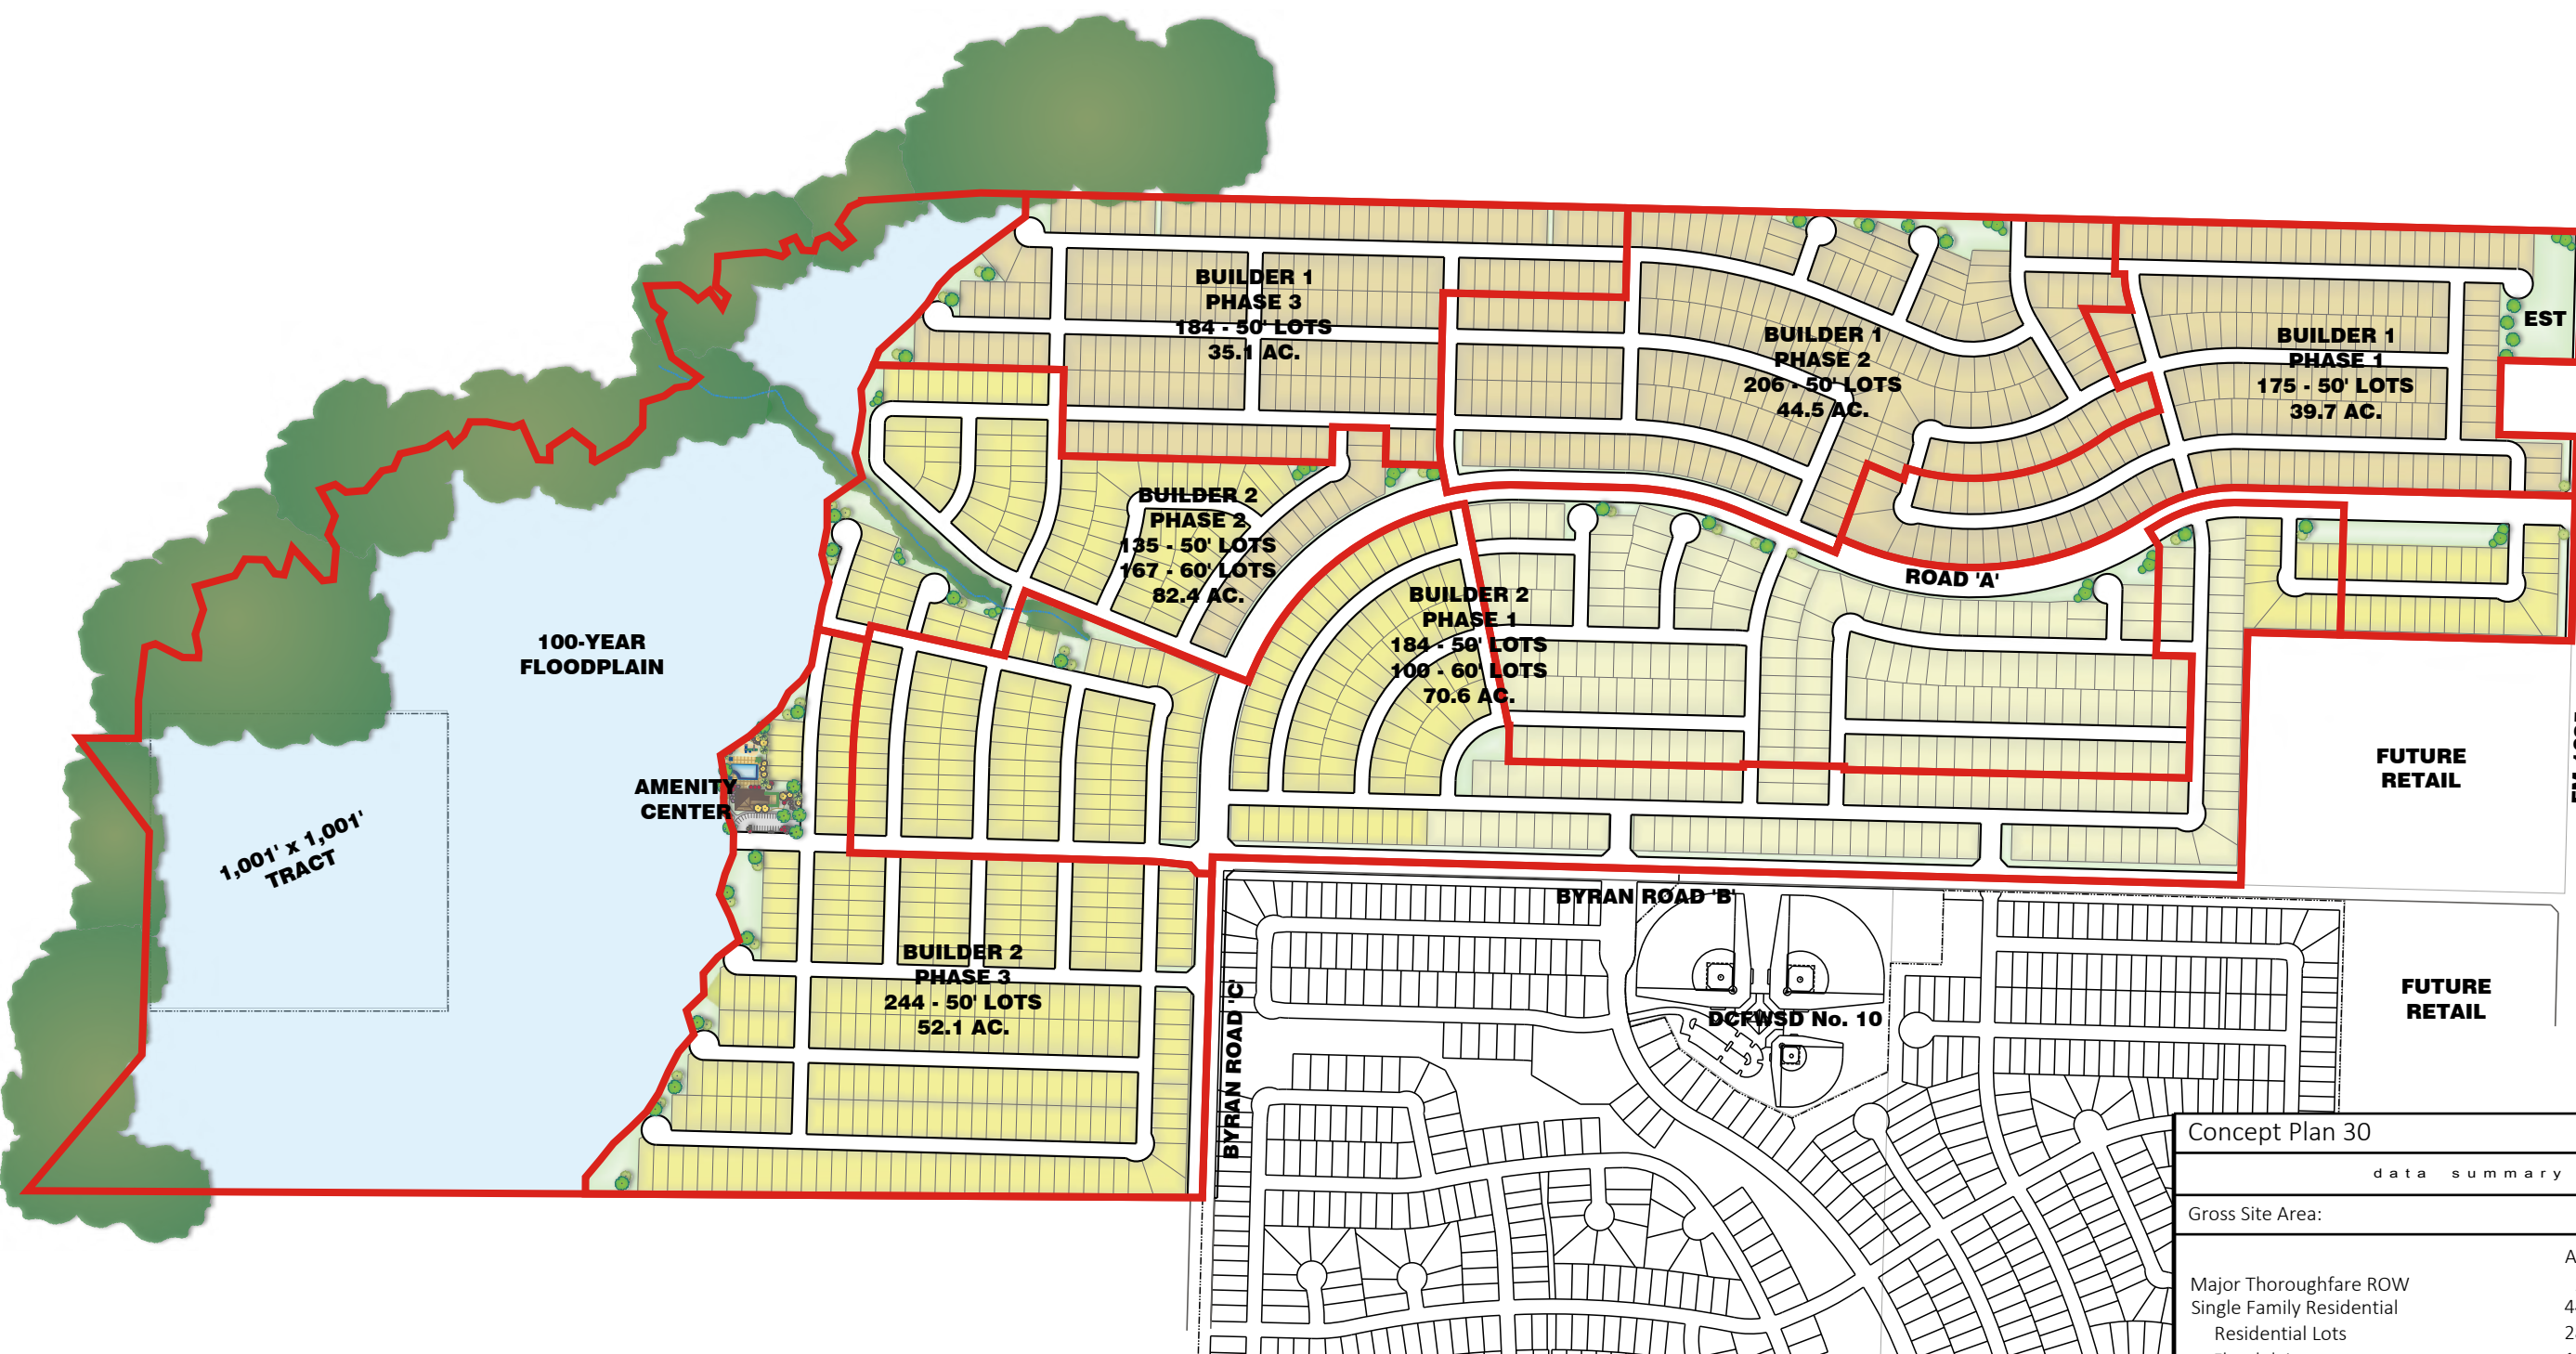 BUILDER 1
PHASE 3
184 - 50' LOTS
35.1 AC.
BUILDER 1
PHASE 2
206 - 50' LOTS
44.5 AC.
BUILDER 1
PHASE 1
175 - 50' LOTS
39.7 AC.
EST
BUILDER 2
PHASE 2
135 - 50' LOTS
167 - 60' LOTS
82.4 AC.
ROAD 'A'
BUILDER 2
PHASE 1
184 - 50' LOTS
100 - 60' LOTS
70.6 AC.
100-YEAR
FLOODPLAIN
FUTURE
RETAIL
AMENITY
CENTER
1,001' x 1,001'
TRACT
BYRAN ROAD 'B'
BUILDER 2
PHASE 3
244 - 50' LOTS
52.1 AC.
BYRAN ROAD 'C'
DCFWSD No. 10
FUTURE
RETAIL
Concept Plan 30
data summary
Gross Site Area:
A
Major Thoroughfare ROW
Single Family Residential
4
Residential Lots
2